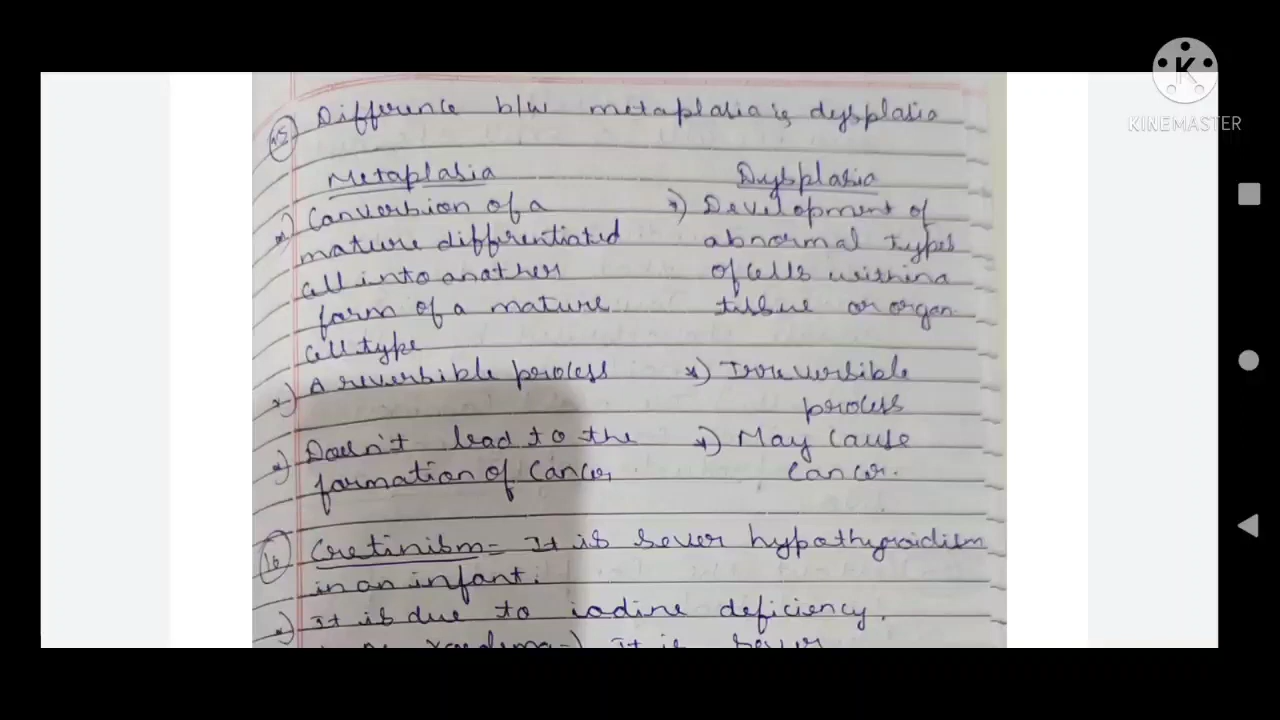 15 Difference b/w metaplasia & dysplasia
Metaplasia Dysplasia
*) Conversion of a *) Development of
mature differentiated abnormal types
cell into another of cells within a
form of a mature tissue or organ
cell type
*) A reversible process *) Irreversible
process
*) Doesn't lead to the *) May cause
formation of Cancer Cancer.
16 Cretinism = It is sever hypothyroidism
in an infant.
*) It is due to iodine deficiency.
It is sever
K
KINEMASTER